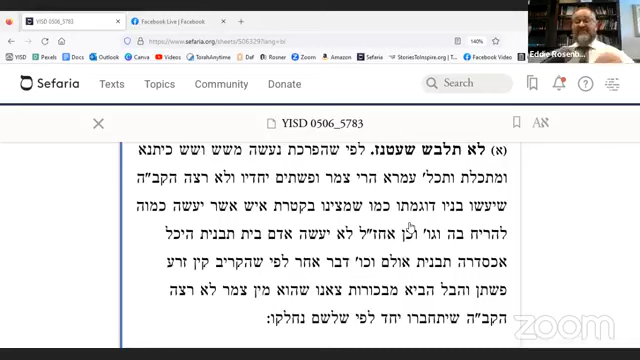 YISD_5783
Facebook Live | Facebook
https://www.sefaria.org/sheets/506329?lang=bi
140%
YISD
Docs
Outlook
Canva
YouTube
Daf
Rosner
TorahAnytime
Dropbox
Zoom
Amazon
StoriesToInspire.org
Facebook Video
Eddie Rosenb
Sefaria
Texts
Topics
Community
Donate
Search
YISD 0506_5783
(א) לא תלבש שעטנז. לפי שהפרכת נעשה משש ושש כיתנא
ומתכלת ותכל' עמרא הרי צמר ופשתים יחדיו ולא רצה הקב"ה
שיעשו בניו דוגמתו כמו שמצינו בקטרת איש אשר יעשה כמוה
להריח בה וגו' וכן אחז"ל לא יעשה אדם בית תבנית היכל
אכסדרה תבנית אולם וכו' דבר אחר לפי שהקריב קין זרע
פשתן והבל הביא מבכורות צאנו שהוא מין צמר לא רצה
הקב"ה שיתחברו יחד לפי שלשם נחלקו:
zoom